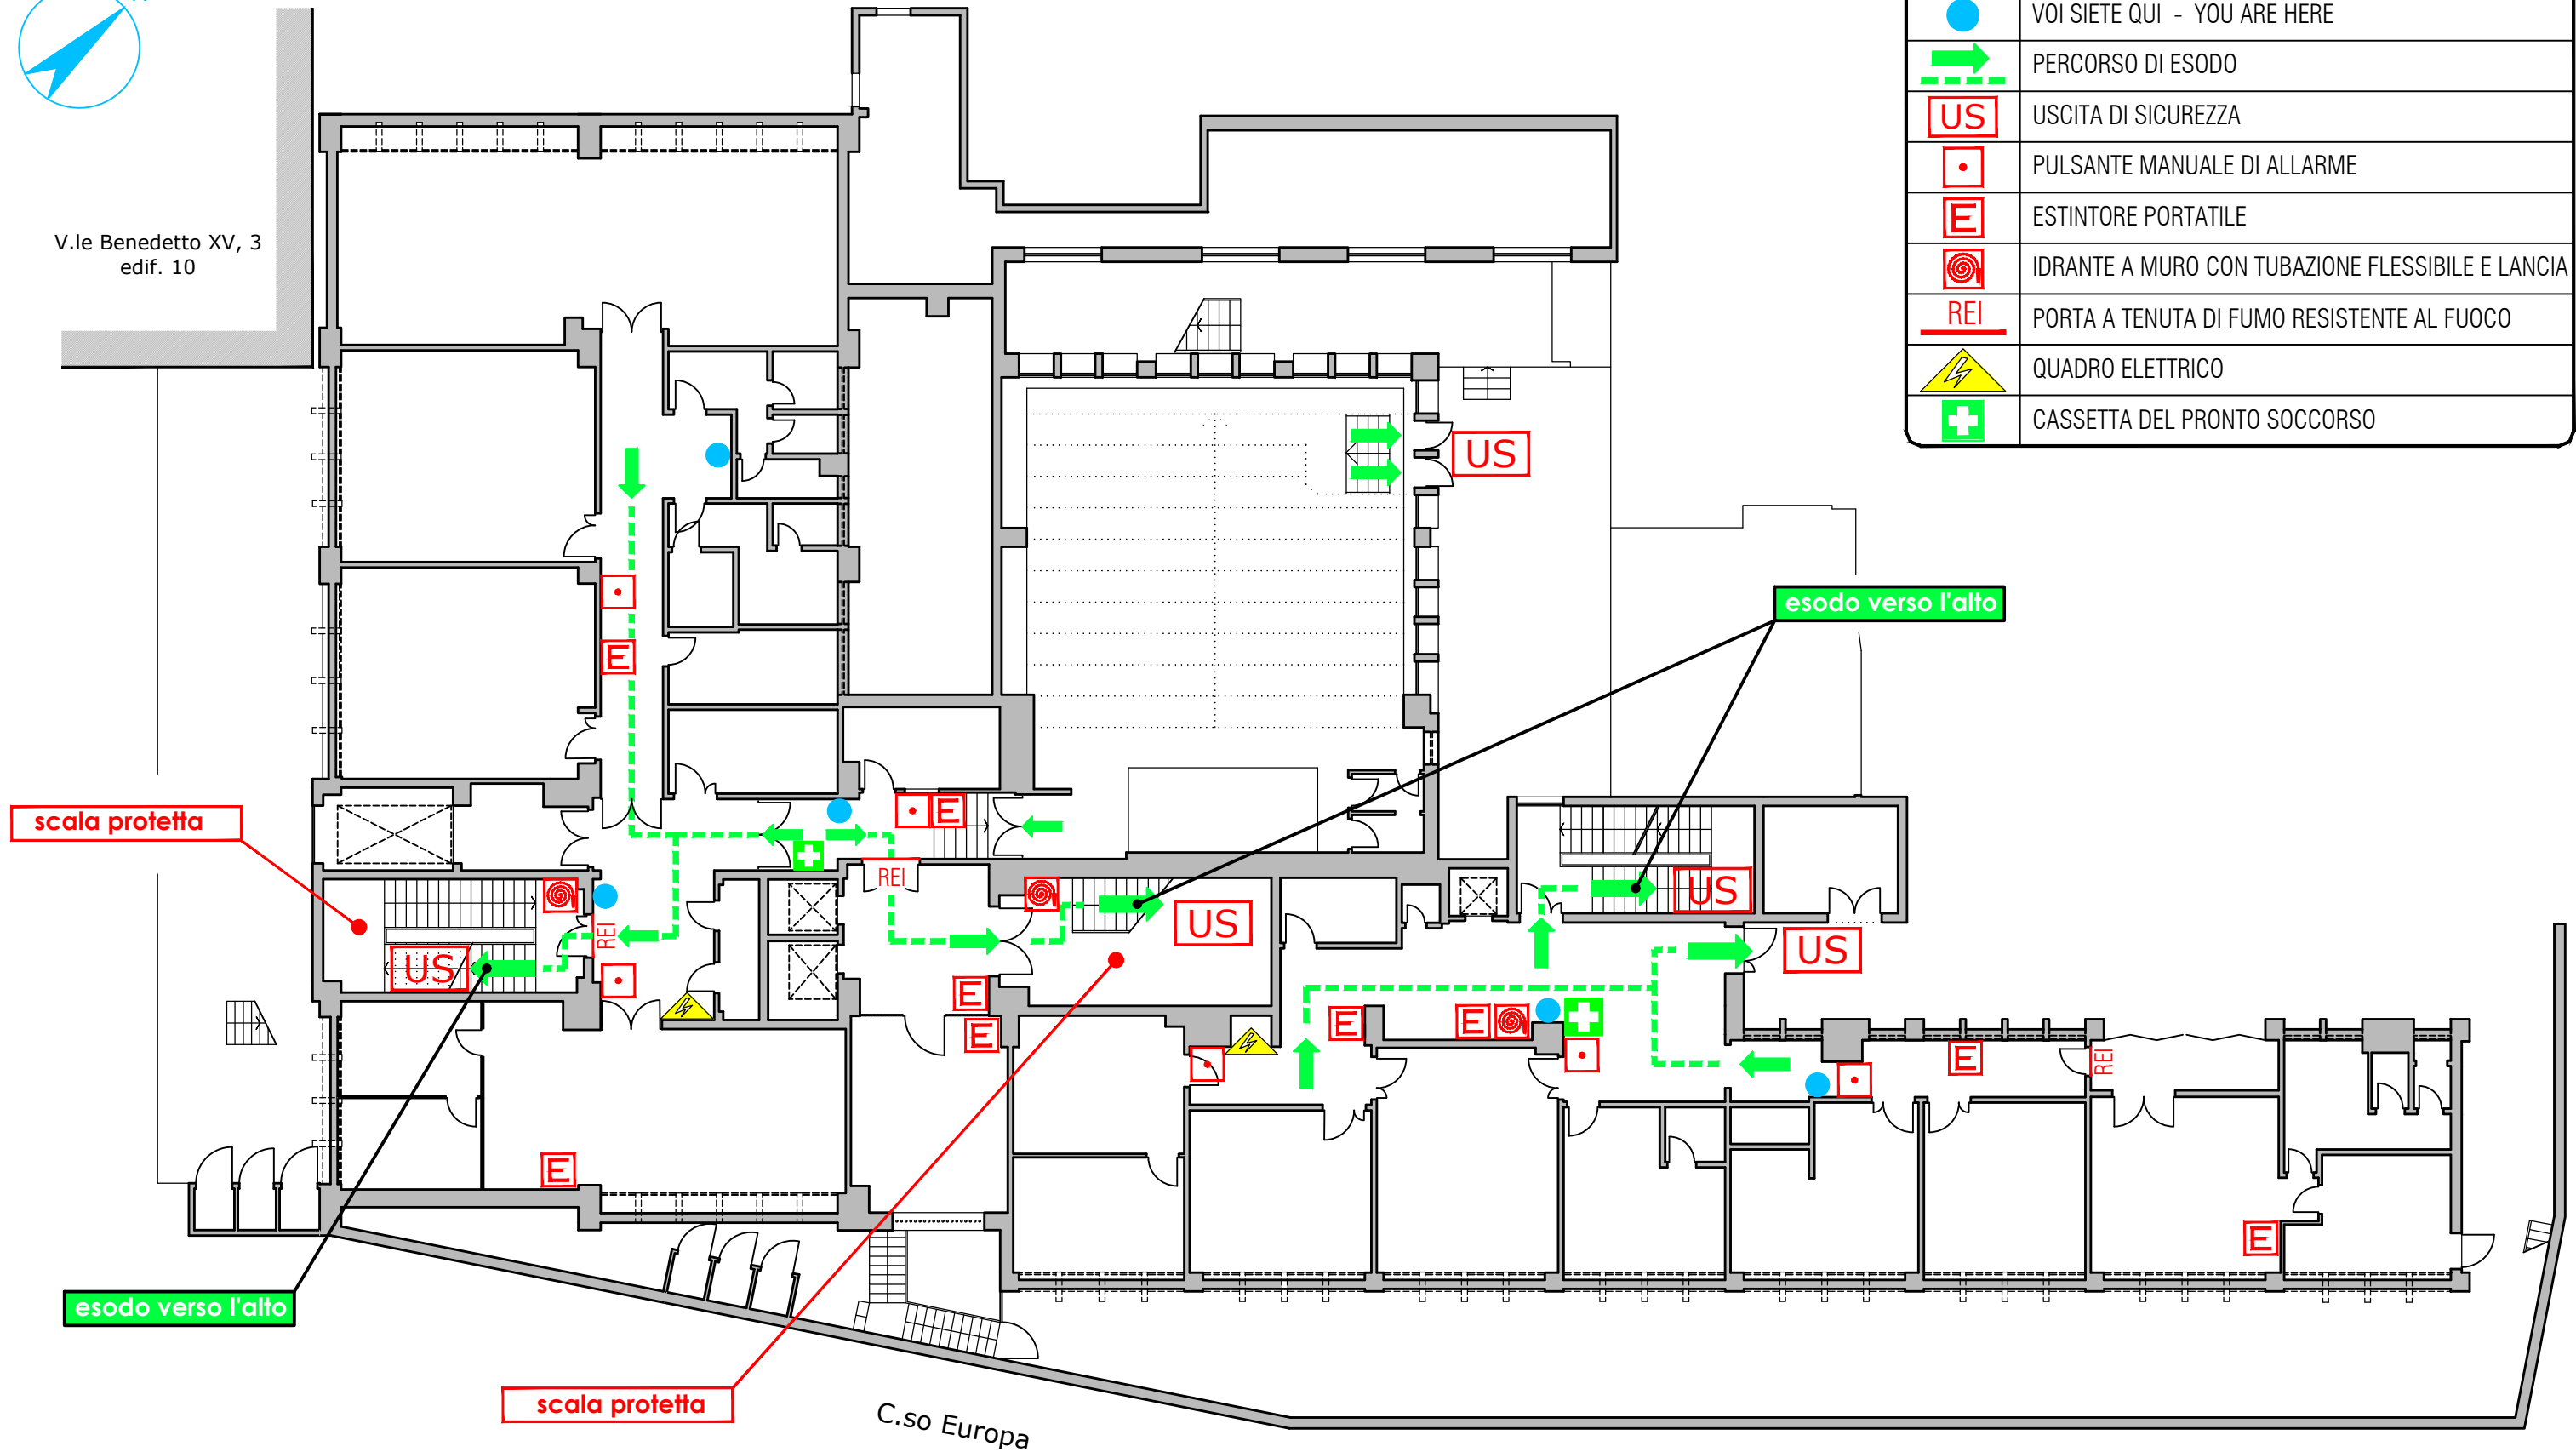 VOI SIETE QUI - YOU ARE HERE
PERCORSO DI ESODO
US USCITA DI SICUREZZA
PULSANTE MANUALE DI ALLARME
E ESTINTORE PORTATILE
IDRANTE A MURO CON TUBAZIONE FLESSIBILE E LANCIA
REI PORTA A TENUTA DI FUMO RESISTENTE AL FUOCO
QUADRO ELETTRICO
CASSETTA DEL PRONTO SOCCORSO
V.le Benedetto XV, 3
edif. 10
US
esodo verso l'alto
E
scala protetta
E
REI
US
US
REI
US
US
E
E
E
E
E
REI
E
E
esodo verso l'alto
scala protetta
C.so Europa